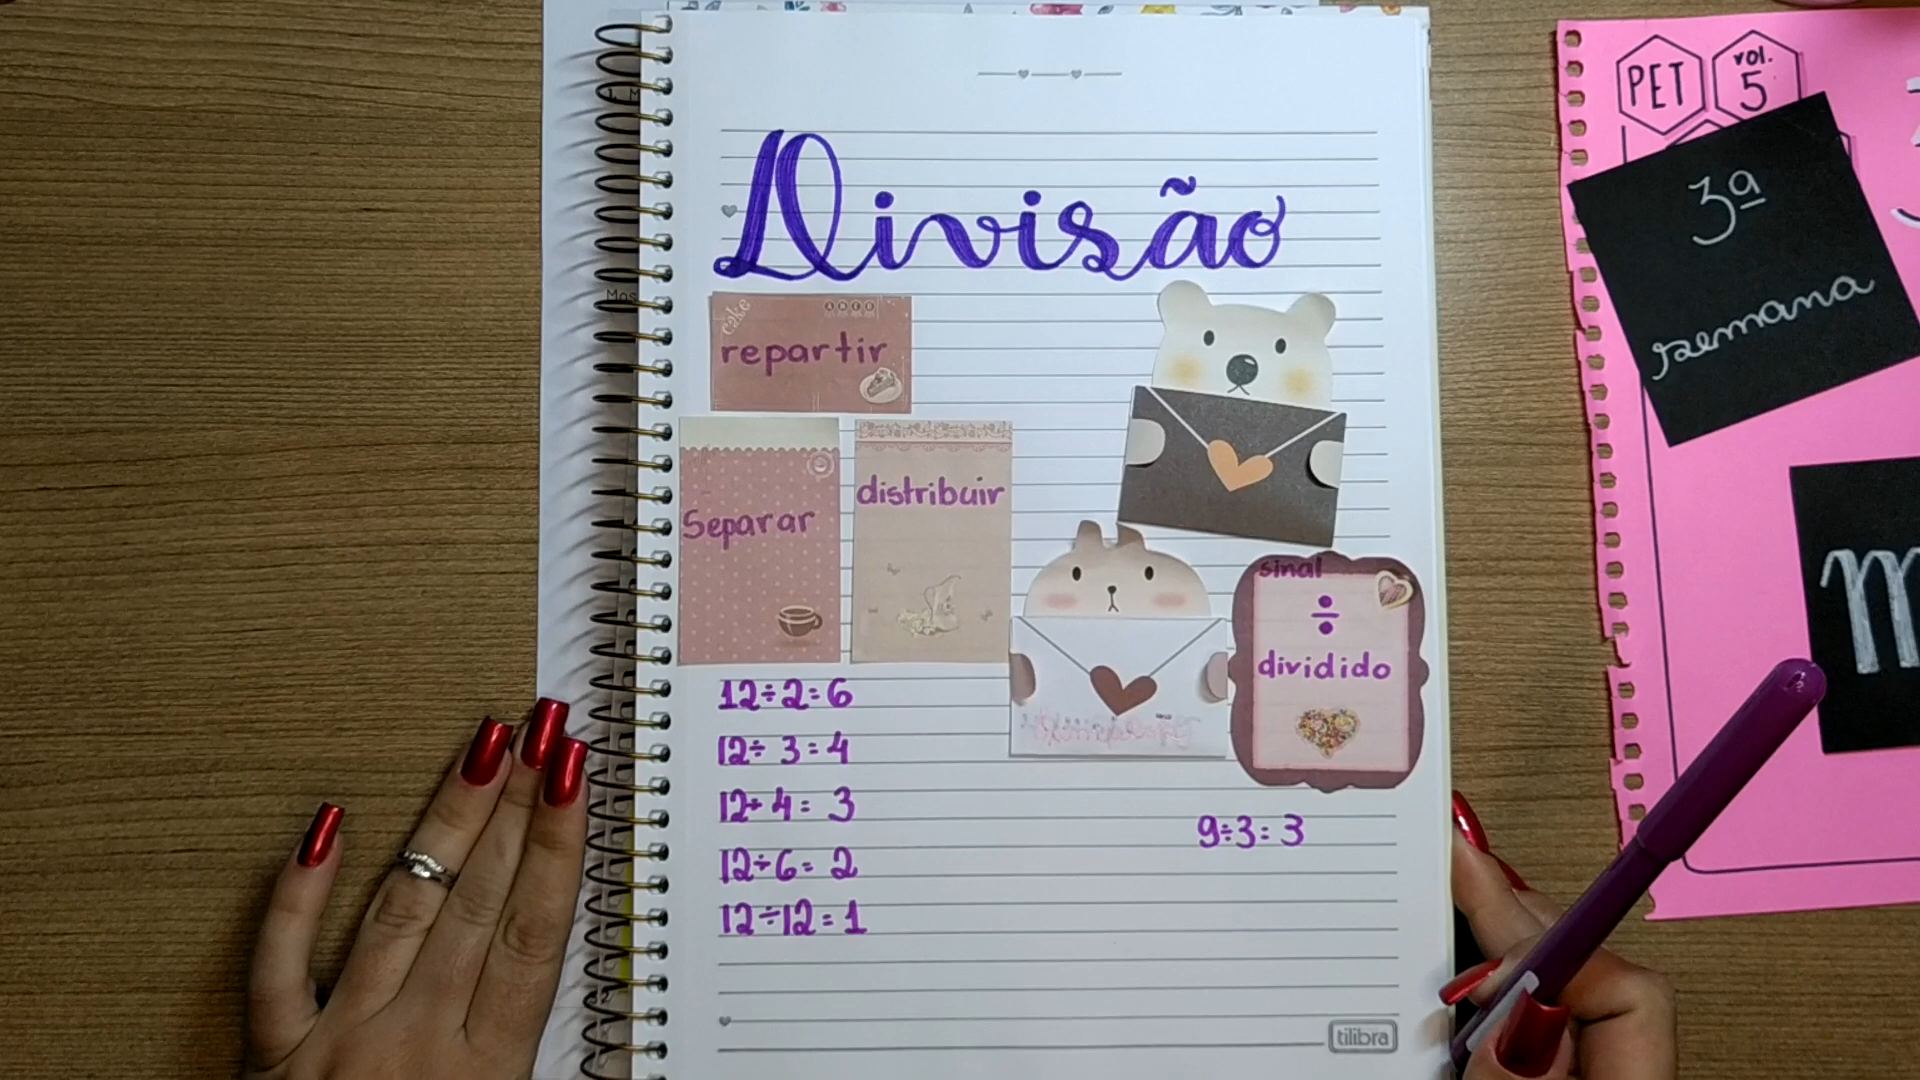 Divisão
cake
repartir
Separar
distribuir
sinal
÷
dividido
12÷2=6
12÷3=4
12÷4=3
12÷6=2
12÷12=1
9÷3=3
tilibra
PET
vol.
5
3ª
semana